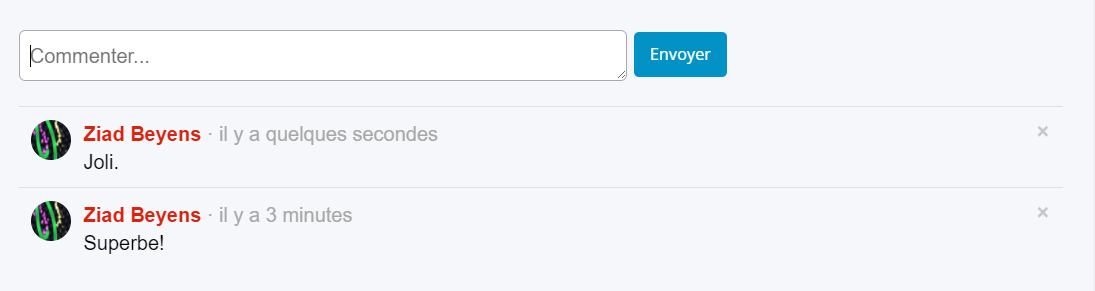 Commenter...
Envoyer
Ziad Beyens · il y a quelques secondes ×
Joli.
Ziad Beyens · il y a 3 minutes ×
Superbe!